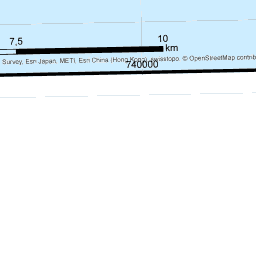 7,5 10
km
Survey, Esri Japan, METI, Esri China (Hong Kong), swisstopo, © OpenStreetMap contrib
740000